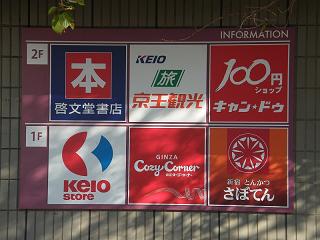 INFORMATION
2F
本
啓文堂書店
KEIO
旅
京王観光
100円
ショップ
キャン・ドゥ
1F
KEIO
store
GINZA
Cozy Corner
新宿 とんかつ
さぼてん